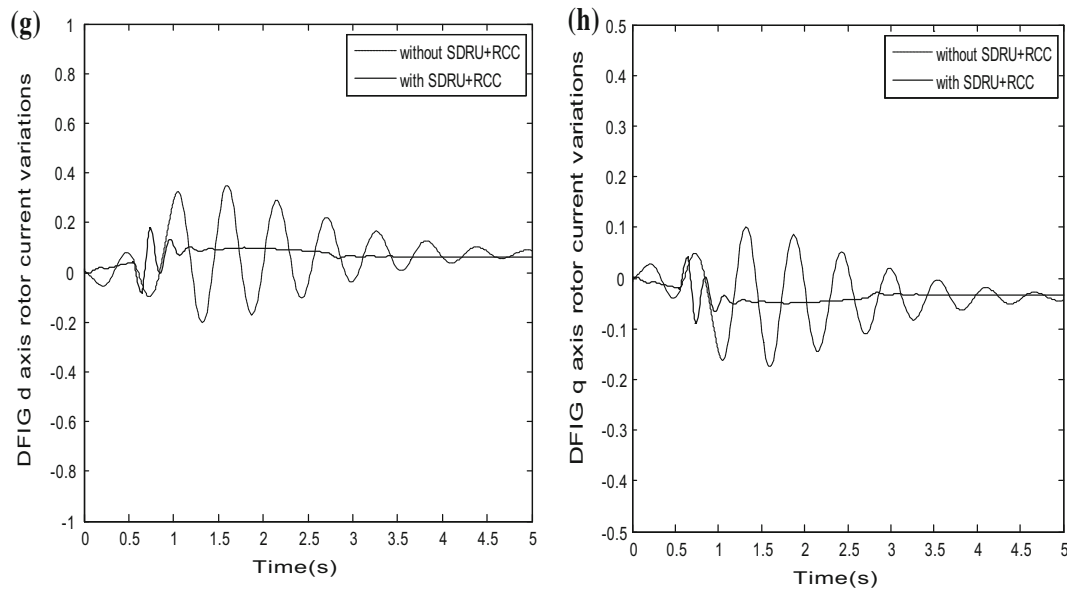 (g)
without SDRU+RCC
with SDRU+RCC
DFIG d axis rotor current variations
1
0.8
0.6
0.4
0.2
0
-0.2
-0.4
-0.6
-0.8
-1
0 0.5 1 1.5 2 2.5 3 3.5 4 4.5 5
Time(s)
(h)
without SDRU+RCC
with SDRU+RCC
DFIG q axis rotor current variations
0.5
0.4
0.3
0.2
0.1
0
-0.1
-0.2
-0.3
-0.4
-0.5
0 0.5 1 1.5 2 2.5 3 3.5 4 4.5 5
Time(s)